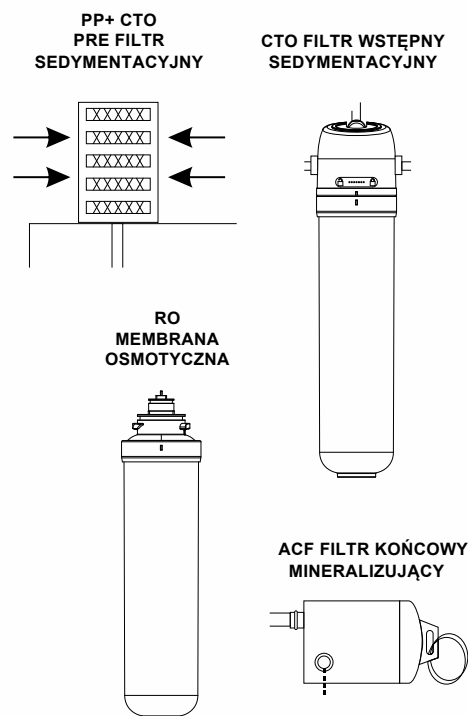 PP+ CTO
PRE FILTR
SEDYMENTACYJNY
CTO FILTR WSTĘPNY
SEDYMENTACYJNY
RO
MEMBRANA
OSMOTYCZNA
ACF FILTR KOŃCOWY
MINERALIZUJĄCY